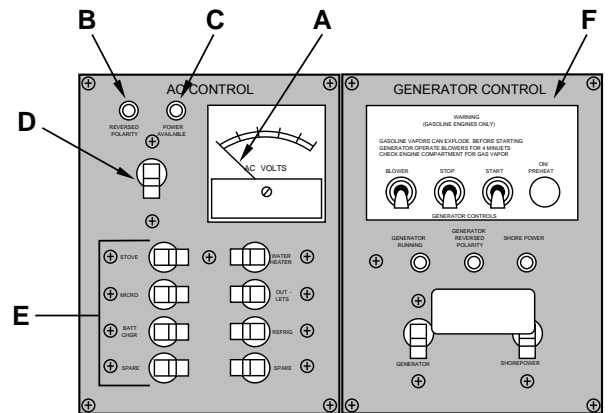 B
C
A
F
AC CONTROL
GENERATOR CONTROL
REVERSED
POLARITY
POWER
AVAILABLE
WARNING
(GASOLINE ENGINES ONLY)
GASOLINE VAPORS CAN EXPLODE. BEFORE STARTING
GENERATOR OPERATE BLOWERS FOR 4 MINUETS
CHECK ENGINE COMPARTMENT FOR GAS VAPOR
D
AC VOLTS
BLOWER
STOP
START
ON/
PREHEAT
GENERATOR CONTROLS
GENERATOR
RUNNING
GENERATOR
REVERSED
POLARITY
SHORE POWER
E
STOVE
WATER
HEATER
MICRO
OUT -
LETS
BATT
CHGR
REFRIG
SPARE
SPARE
GENERATOR
SHOREPOWER